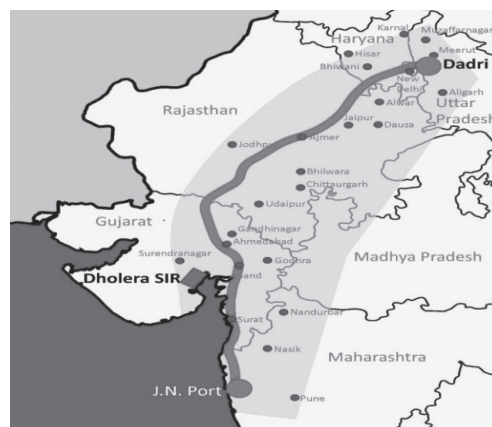 Karnal
Muzaffarnagar
Haryana
Hisar
Meerut
Bhiwani
Dadri
New
Delhi
Aligarh
Alwar
Uttar
Pradesh
Rajasthan
Jaipur
Dausa
Ajmer
Jodhpur
Bhilwara
Chittaurgarh
Udaipur
Gujarat
Gandhinagar
Ahmedabad
Surendranagar
Godhra
Madhya Pradesh
Dholera SIR
Nandurbar
Surat
Nasik
Maharashtra
J.N. Port
Pune